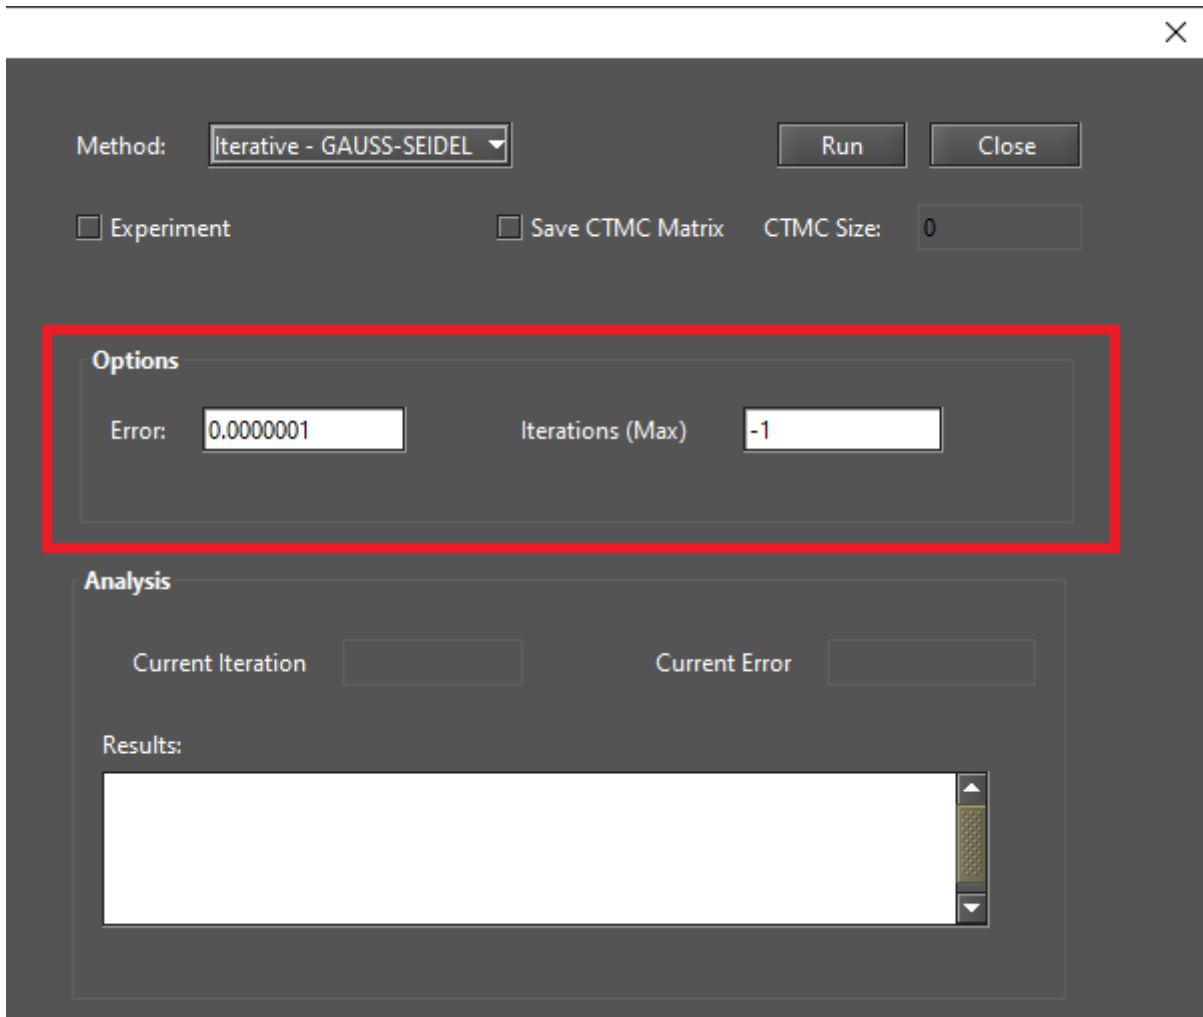 Method: Iterative - GAUSS-SEIDEL Run Close
Experiment Save CTMC Matrix CTMC Size: 0
Options
Error: 0.0000001 Iterations (Max) -1
Analysis
Current Iteration Current Error
Results: